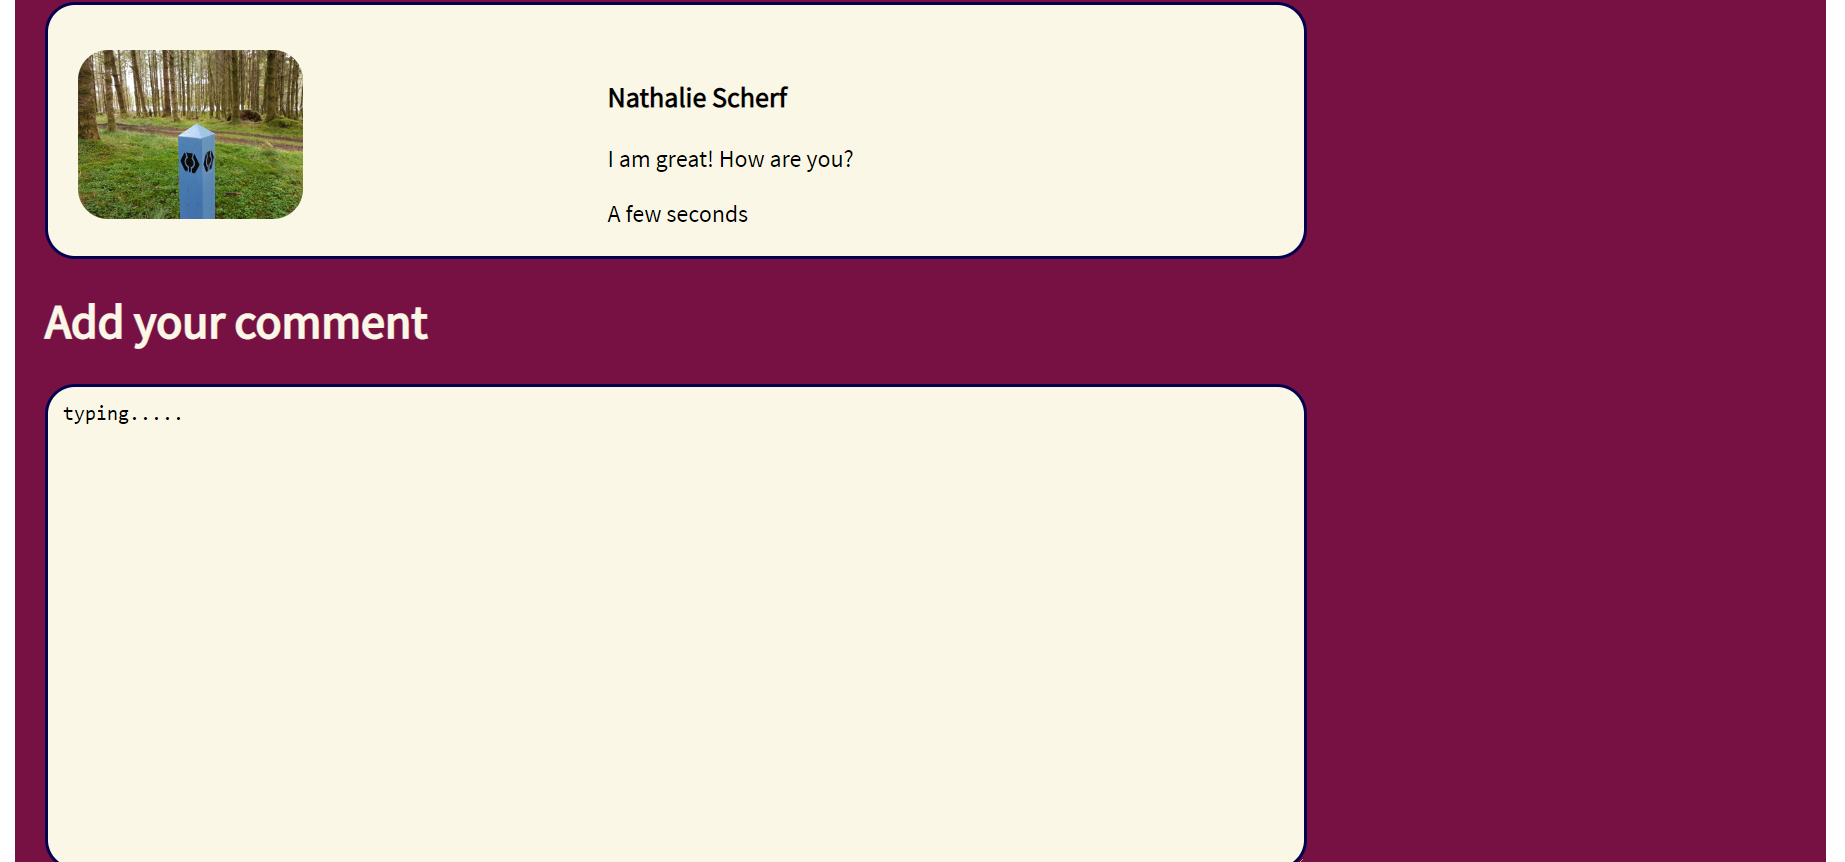 Nathalie Scherf
I am great! How are you?
A few seconds
Add your comment
typing.....